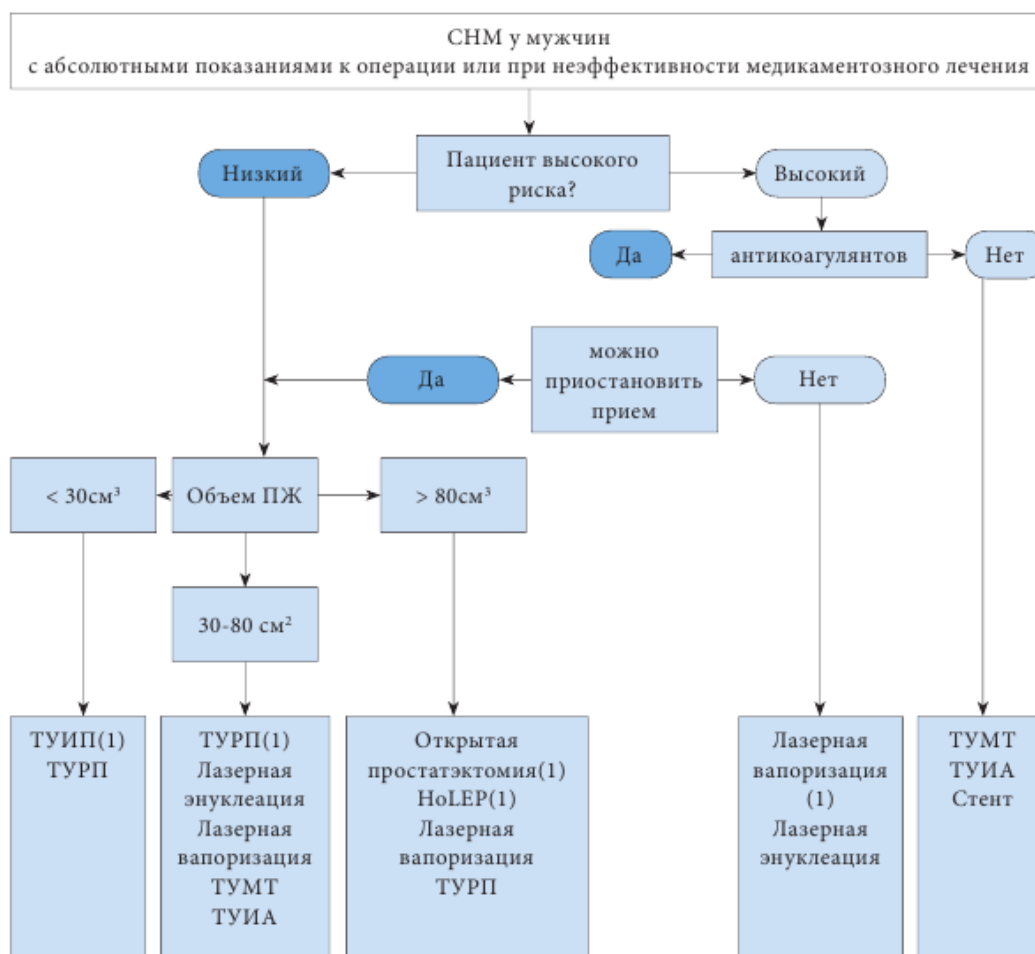 СНМ у мужчин
с абсолютными показаниями к операции или при неэффективности медикаментозного лечения
Пациент высокого
риска?
Низкий
Высокий
Да
антикоагулянтов
Нет
можно
приостановить
прием
Да
Нет
< 30см³
Объем ПЖ
> 80см³
30-80 см²
ТУИП(1)
ТУРП
ТУРП(1)
Лазерная
энуклеация
Лазерная
вапоризация
ТУМТ
ТУИА
Открытая
простатэктомия(1)
HoLEP(1)
Лазерная
вапоризация
ТУРП
Лазерная
вапоризация
(1)
Лазерная
энуклеация
ТУМТ
ТУИА
Стент